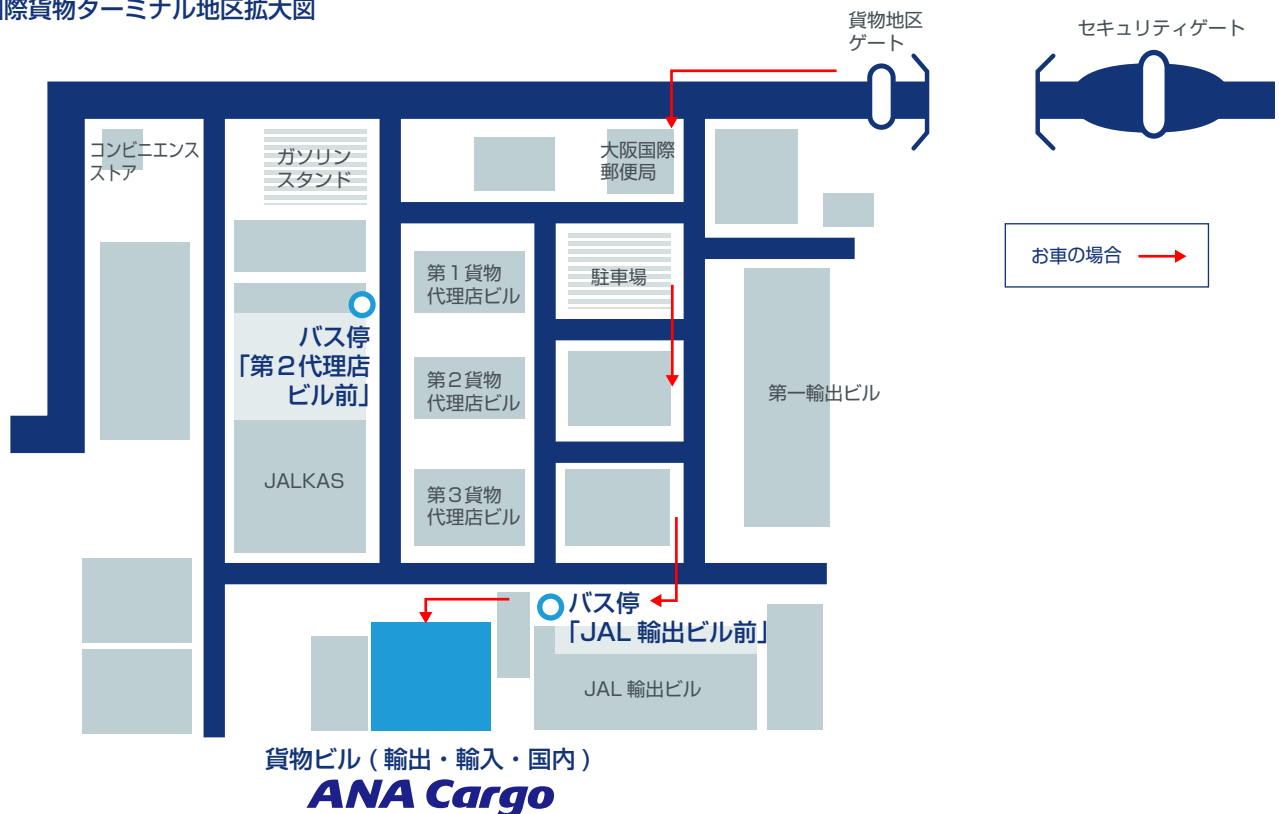 際貨物ターミナル地区拡大図
貨物地区
ゲート
セキュリティゲート
コンビニエンス
ストア
ガソリン
スタンド
大阪国際
郵便局
お車の場合
第1貨物
代理店ビル
駐車場
バス停
「第2代理店
ビル前」
第2貨物
代理店ビル
第一輸出ビル
JALKAS
第3貨物
代理店ビル
バス停
「JAL 輸出ビル前」
JAL 輸出ビル
貨物ビル ( 輸出・輸入・国内 )
ANA Cargo